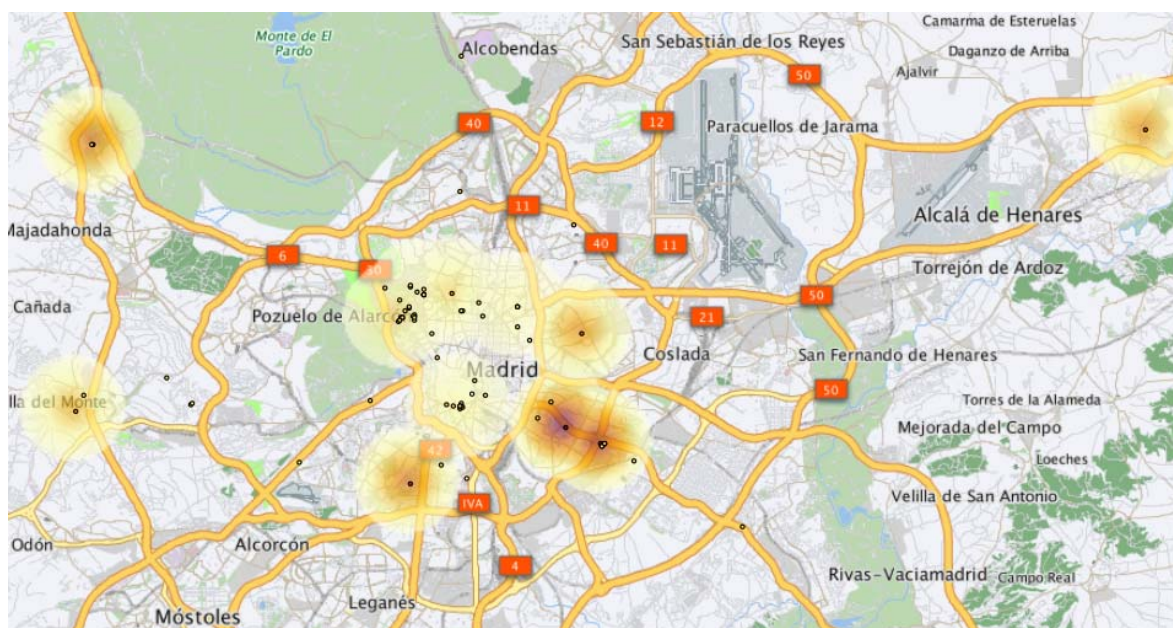 Camarma de Esteruelas
Monte de El
Pardo
Alcobendas
San Sebastián de los Reyes
Daganzo de Arriba
Ajalvir
50
40
12
Paracuellos de Jarama
11
Alcalá de Henares
Majadahonda
6
40
11
30
Torrejón de Ardoz
50
Cañada
Pozuelo de Alarcó
21
Coslada
San Fernando de Henares
Madrid
50
lla del Monte
Torres de la Alameda
Mejorada del Campo
42
Loeches
Velilla de San Antonio
IVA
Odón
Alcorcón
4
Rivas-Vaciamadrid
Campo Real
Leganés
Móstoles